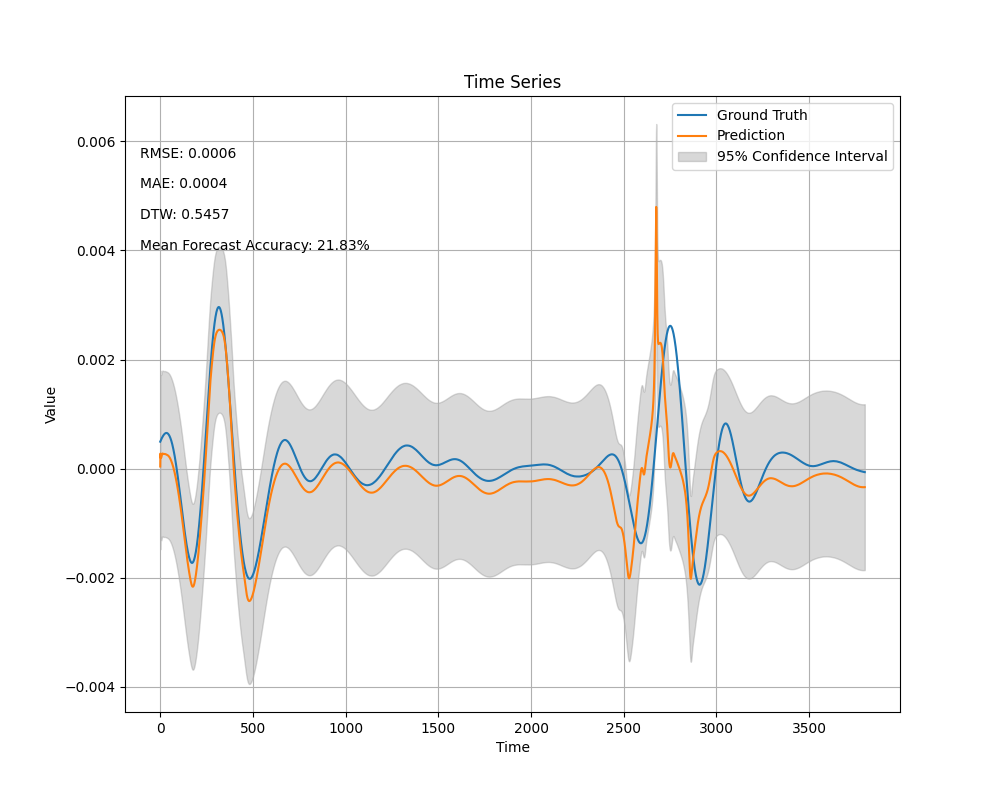 Time Series
Ground Truth
Prediction
95% Confidence Interval
RMSE: 0.0006
MAE: 0.0004
DTW: 0.5457
Mean Forecast Accuracy: 21.83%
Value
0.006
0.004
0.002
0.000
−0.002
−0.004
0 500 1000 1500 2000 2500 3000 3500
Time